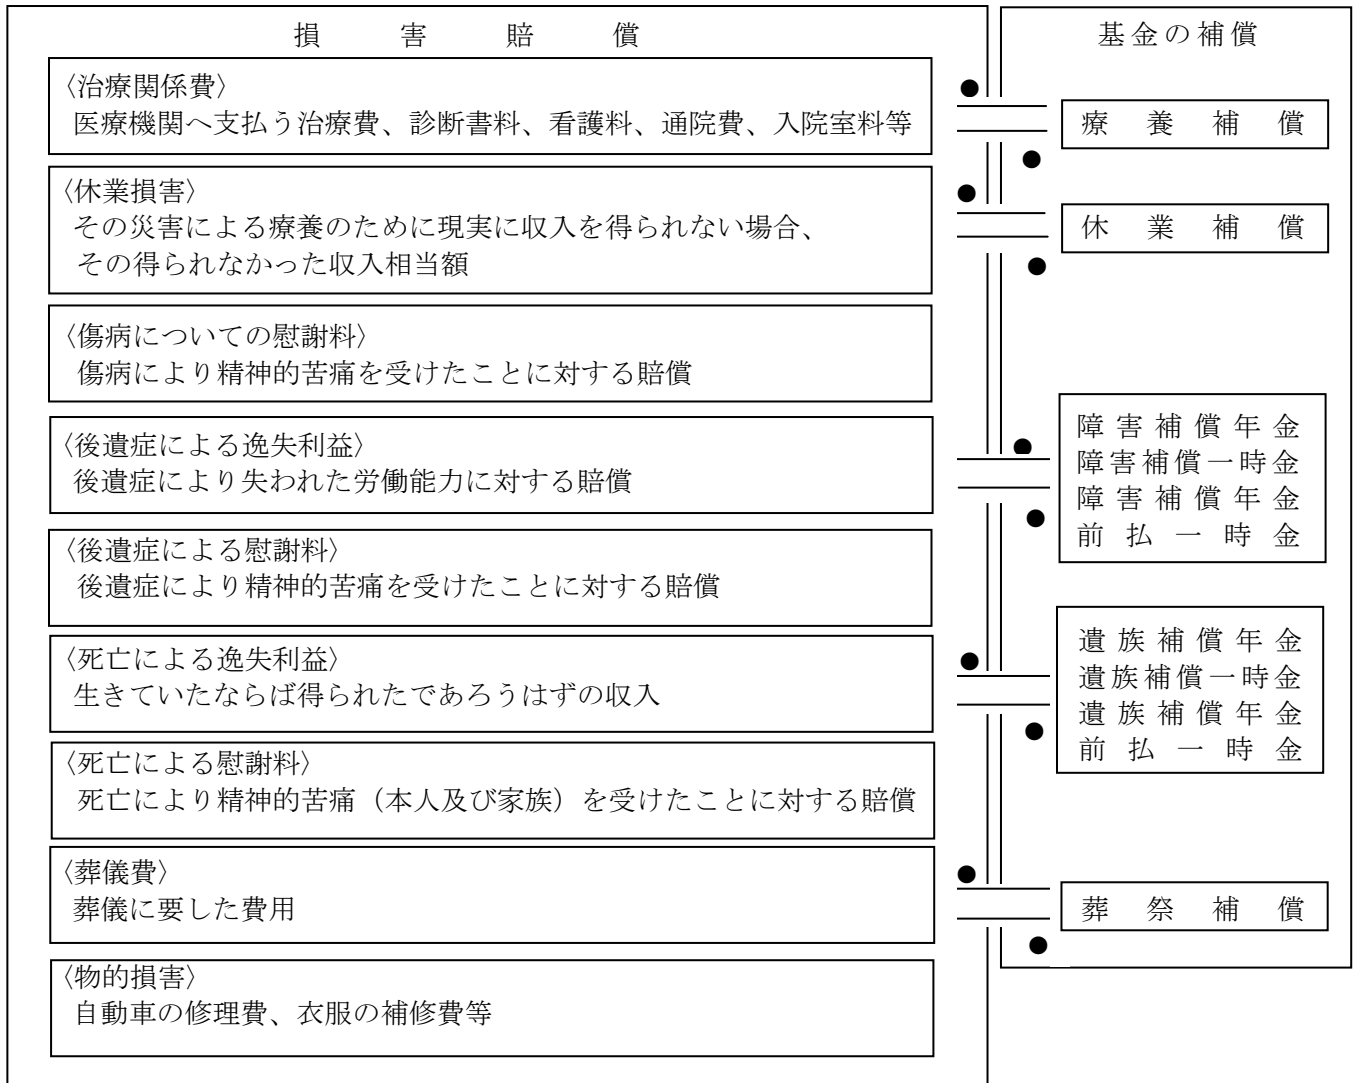 損害賠償
〈治療関係費〉
医療機関へ支払う治療費、診断書料、看護料、通院費、入院室料等
〈休業損害〉
その災害による療養のために現実に収入を得られない場合、
その得られなかった収入相当額
〈傷病についての慰謝料〉
傷病により精神的苦痛を受けたことに対する賠償
〈後遺症による逸失利益〉
後遺症により失われた労働能力に対する賠償
〈後遺症による慰謝料〉
後遺症により精神的苦痛を受けたことに対する賠償
〈死亡による逸失利益〉
生きていたならば得られたであろうはずの収入
〈死亡による慰謝料〉
死亡により精神的苦痛（本人及び家族）を受けたことに対する賠償
〈葬儀費〉
葬儀に要した費用
〈物的損害〉
自動車の修理費、衣服の補修費等
基金の補償
療養補償
休業補償
障害補償年金
障害補償一時金
障害補償年金
前払一時金
遺族補償年金
遺族補償一時金
遺族補償年金
前払一時金
葬祭補償